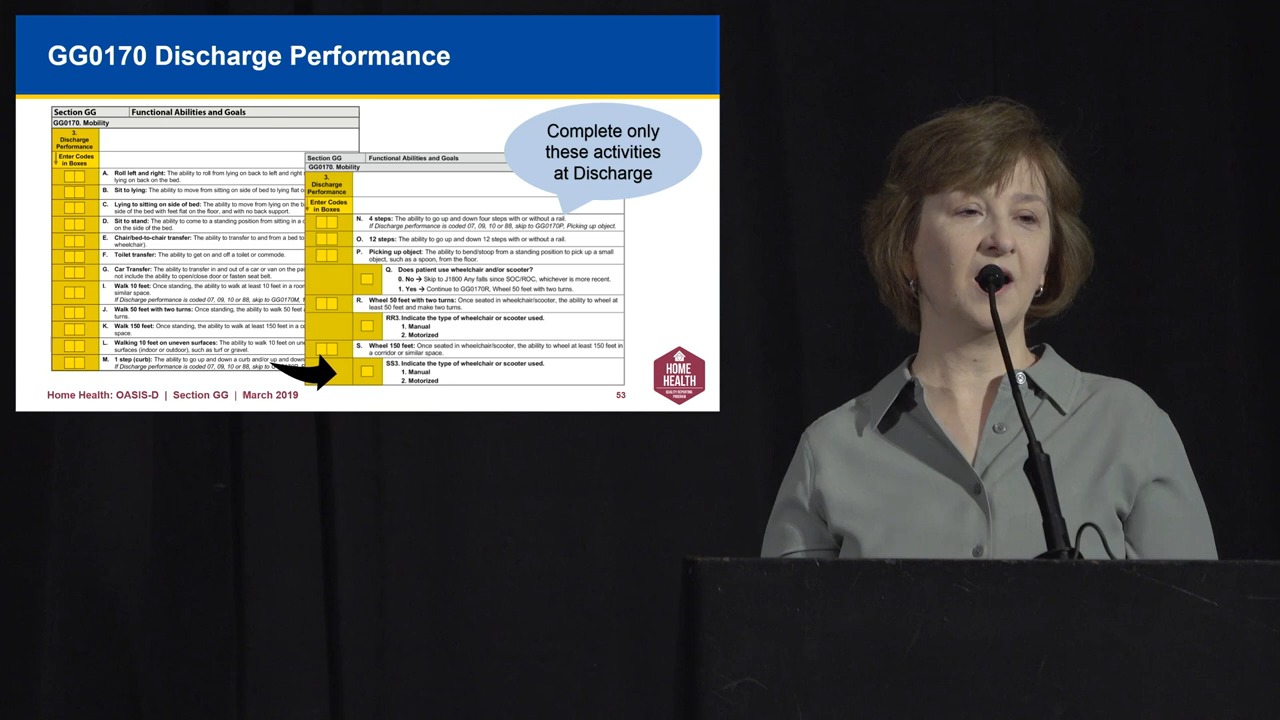 GG0170 Discharge Performance
Section GG Functional Abilities and Goals
GG0170. Mobility
3.
Discharge
Performance
Enter Codes
in Boxes
A. Roll left and right: The ability to roll from lying on back to left and right
lying on back on the bed.
B. Sit to lying: The ability to move from sitting on side of bed to lying flat
C. Lying to sitting on side of bed: The ability to move from lying on the
side of the bed with feet flat on the floor, and with no back support.
D. Sit to stand: The ability to come to a standing position from sitting in a
on the side of the bed.
E. Chair/bed-to-chair transfer: The ability to transfer to and from a bed to
wheelchair).
F. Toilet transfer: The ability to get on and off a toilet or commode.
G. Car Transfer: The ability to transfer in and out of a car or van on the
not include the ability to open/close door or fasten seat belt.
I. Walk 10 feet: Once standing, the ability to walk at least 10 feet in a
similar space.
If Discharge performance is coded 07, 09, 10 or 88, skip to GG0170M,
J. Walk 50 feet with two turns: Once standing, the ability to walk 50 feet
turns.
K. Walk 150 feet: Once standing, the ability to walk at least 150 feet in a
space.
L. Walking 10 feet on uneven surfaces: The ability to walk 10 feet on
surfaces (indoor or outdoor), such as turf or gravel.
M. 1 step (curb): The ability to go up and down a curb and/or up and down
If Discharge performance is coded 07, 09, 10 or 88, skip to
Section GG Functional Abilities and Goals
GG0170. Mobility
3.
Discharge
Performance
Enter Codes
in Boxes
N. 4 steps: The ability to go up and down four steps with or without a rail.
If Discharge performance is coded 07, 09, 10 or 88, skip to GG0170P, Picking up object.
O. 12 steps: The ability to go up and down 12 steps with or without a rail.
P. Picking up object: The ability to bend/stoop from a standing position to pick up a small
object, such as a spoon, from the floor.
Q. Does patient use wheelchair and/or scooter?
0. No → Skip to J1800 Any falls since SOC/ROC, whichever is more recent.
1. Yes → Continue to GG0170R, Wheel 50 feet with two turns.
R. Wheel 50 feet with two turns: Once seated in wheelchair/scooter, the ability to wheel at
least 50 feet and make two turns.
RR3. Indicate the type of wheelchair or scooter used.
1. Manual
2. Motorized
S. Wheel 150 feet: Once seated in wheelchair/scooter, the ability to wheel at least 150 feet in
a corridor or similar space.
SS3. Indicate the type of wheelchair or scooter used.
1. Manual
2. Motorized
Complete only
these activities
at Discharge
Home Health: OASIS-D | Section GG | March 2019
53
HOME
HEALTH
QUALITY REPORTING
PROGRAM